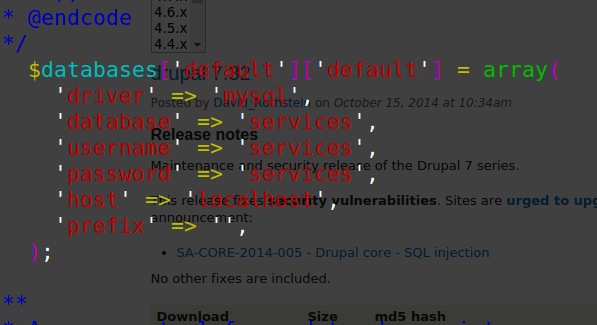 * @endcode
*/
4.6.x
4.5.x
4.4.x
$databases['default']['default'] = array(
'driver' => 'mysql',
'database' => 'services',
'username' => 'services',
'password' => 'services',
'host' => 'localhost',
'prefix' => '',
);
**
drupal 7.32
Posted by David_Rothstein on October 15, 2014 at 10:34am
Release notes
Maintenance and security release of the Drupal 7 series.
This release fixes security vulnerabilities. Sites are urged to upg
announcement:
• SA-CORE-2014-005 - Drupal core - SQL injection
No other fixes are included.
Download Size md5 hash